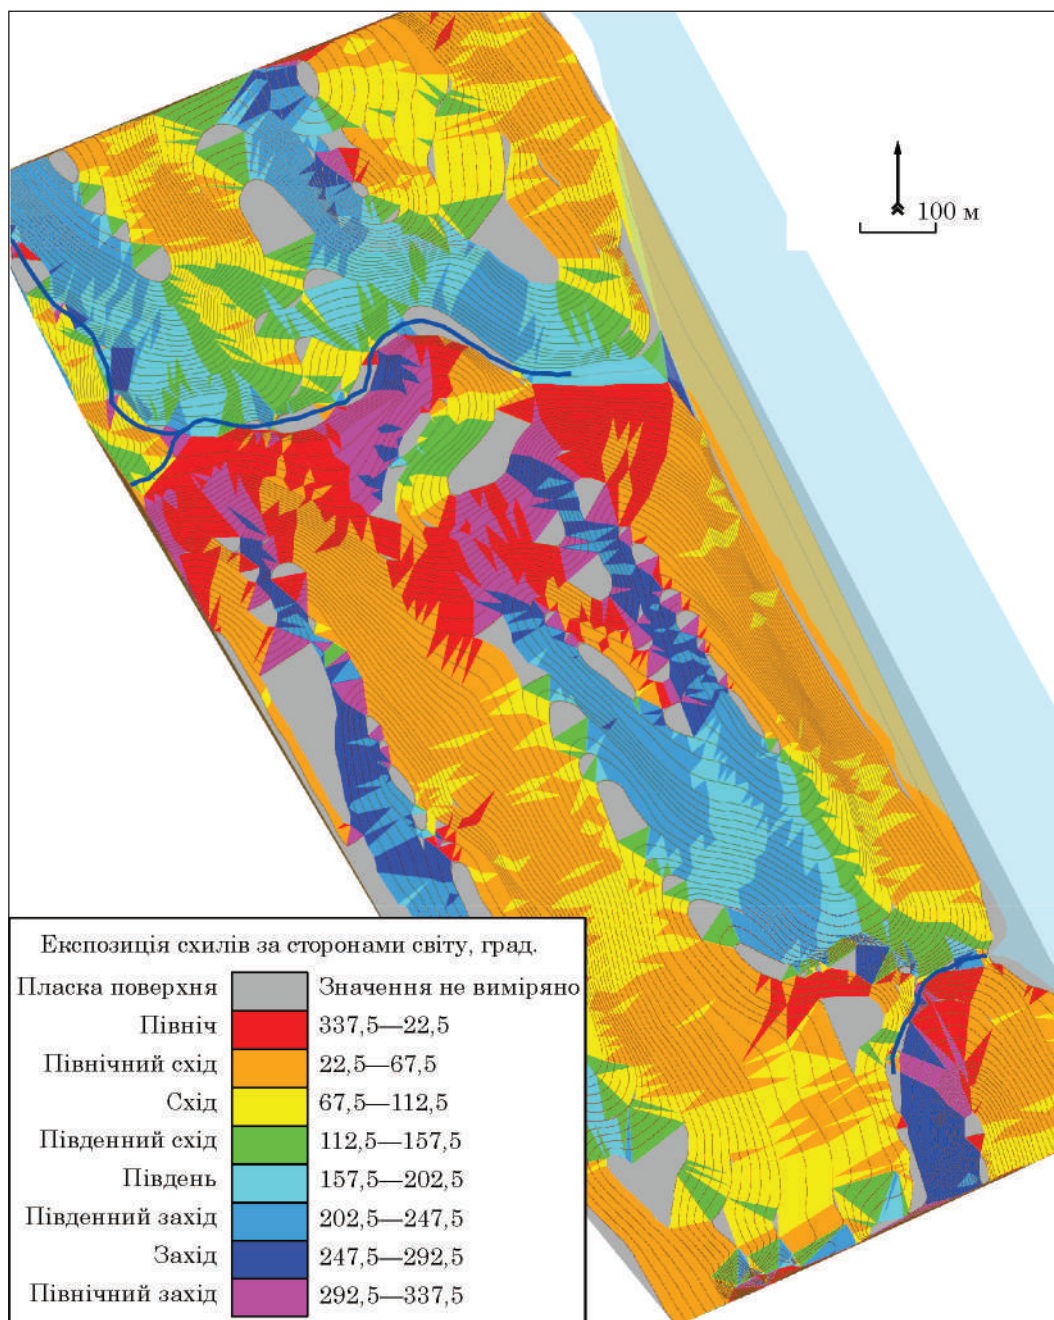 100 м
Експозиція схилів за сторонами світу, град.
Пласка поверхня Значення не виміряно
Північ 337,5—22,5
Північний схід 22,5—67,5
Схід 67,5—112,5
Південний схід 112,5—157,5
Південь 157,5—202,5
Південний захід 202,5—247,5
Захід 247,5—292,5
Північний захід 292,5—337,5